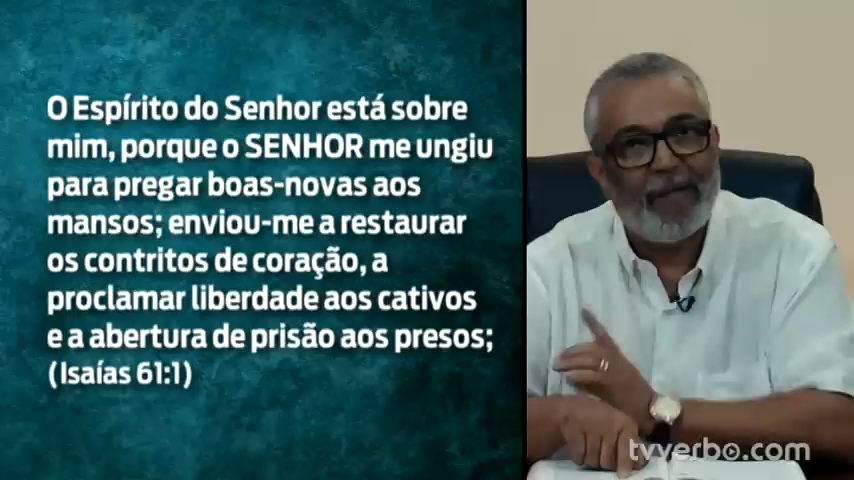 O Espírito do Senhor está sobre
mim, porque o SENHOR me ungiu
para pregar boas-novas aos
mansos; enviou-me a restaurar
os contritos de coração, a
proclamar liberdade aos cativos
e a abertura de prisão aos presos;
(Isaías 61:1)
tvverbo.com